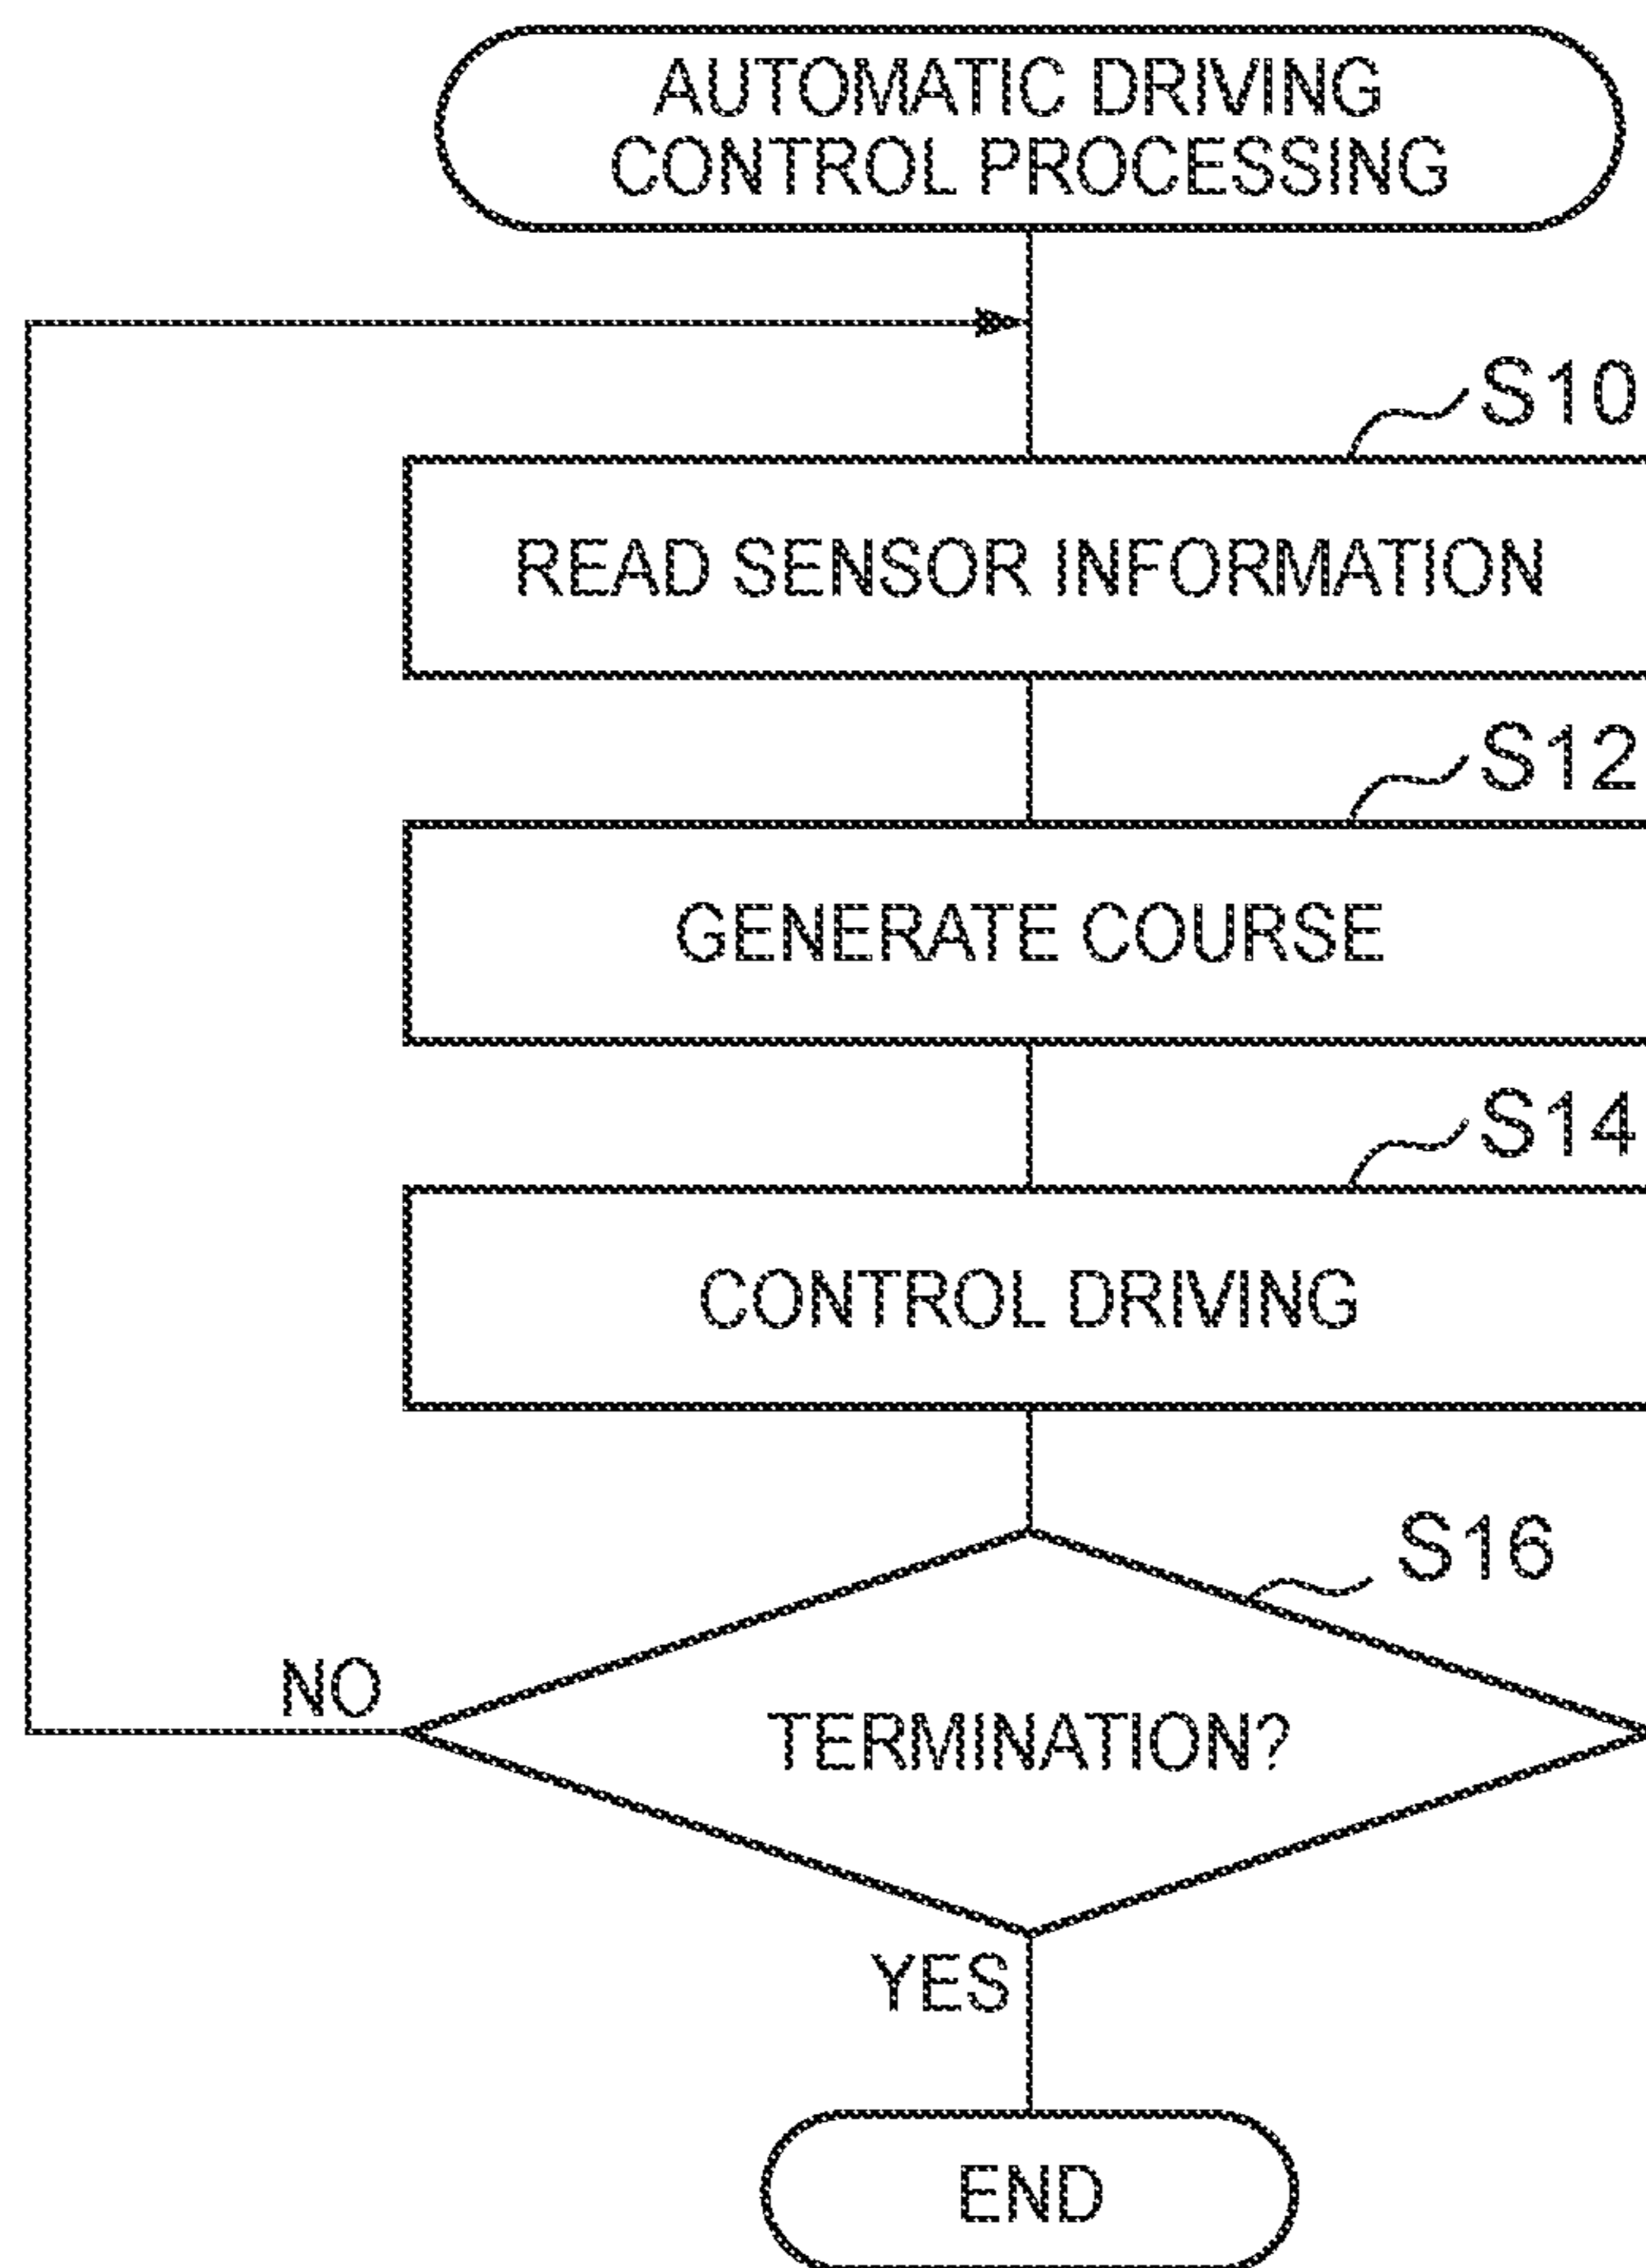 AUTOMATIC DRIVING
CONTROL PROCESSING
S10
READ SENSOR INFORMATION
S12
GENERATE COURSE
S14
CONTROL DRIVING
S16
NO
TERMINATION?
YES
END